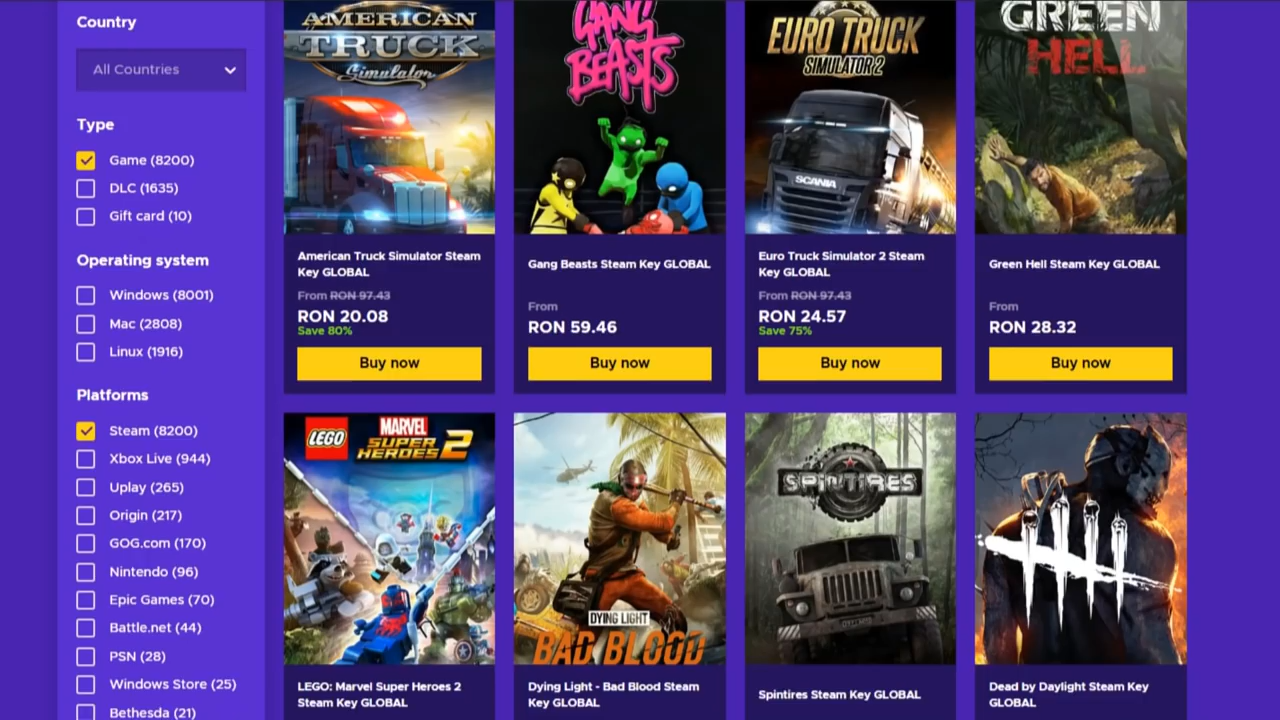 Country
All Countries
Type
Game (8200)
DLC (1635)
Gift card (10)
Operating system
Windows (8001)
Mac (2808)
Linux (1916)
Platforms
Steam (8200)
Xbox Live (944)
Uplay (265)
Origin (217)
GOG.com (170)
Nintendo (96)
Epic Games (70)
Battle.net (44)
PSN (28)
Windows Store (25)
Bethesda (21)
AMERICAN
TRUCK
Simulator
American Truck Simulator Steam
Key GLOBAL
From RON 97.43
RON 20.08
Save 80%
Buy now
GANG
BEASTS
Gang Beasts Steam Key GLOBAL
From
RON 59.46
Buy now
EURO TRUCK
SIMULATOR 2
SCANIA
Euro Truck Simulator 2 Steam
Key GLOBAL
From RON 97.43
RON 24.57
Save 75%
Buy now
GREEN
HELL
Green Hell Steam Key GLOBAL
From
RON 28.32
Buy now
LEGO
MARVEL
SUPER
HEROES 2
LEGO: Marvel Super Heroes 2
Steam Key GLOBAL
DYING LIGHT
BAD BLOOD
Dying Light - Bad Blood Steam
Key GLOBAL
SPINTIRES
Spintires Steam Key GLOBAL
Dead by Daylight Steam Key
GLOBAL